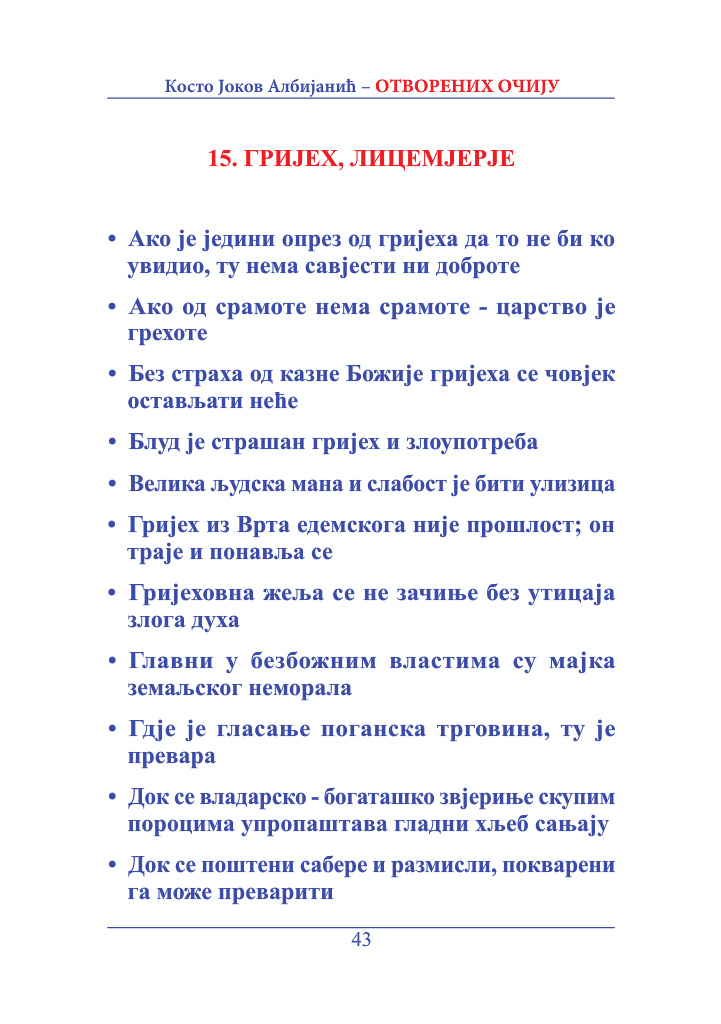 Косто Јоков Албијанић – ОТВОРЕНИХ ОЧИЈУ
15. ГРИЈЕХ, ЛИЦЕМЈЕРЈЕ
• Ако је једини опрез од гријеха да то не би ко
увидио, ту нема савјести ни доброте
• Ако од срамоте нема срамоте - царство је
грехоте
• Без страха од казне Божије гријеха се човјек
остављати неће
• Блуд је страшан гријех и злоупотреба
• Велика људска мана и слабост је бити улизица
• Гријех из Врта едемскога није прошлост; он
траје и понавља се
• Гријеховна жеља се не зачиње без утицаја
злога духа
• Главни у безбожним властима су мајка
земаљског неморала
• Гдје је гласање поганска трговина, ту је
превара
• Док се владарско - богаташко звјериње скупим
пороцима упропаштава гладни хљеб сањају
• Док се поштени сабере и размисли, покварени
га може преварити
43